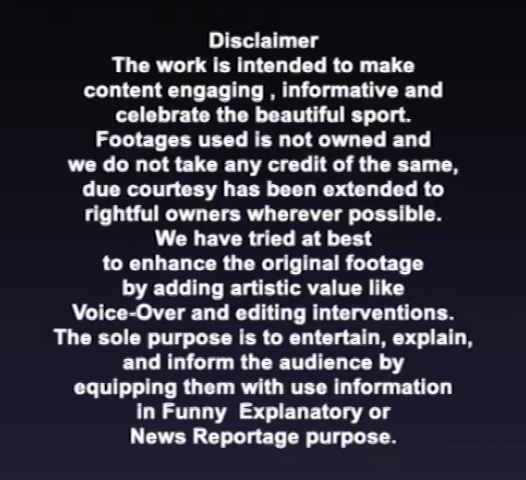 Disclaimer
The work is intended to make
content engaging , informative and
celebrate the beautiful sport.
Footages used is not owned and
we do not take any credit of the same,
due courtesy has been extended to
rightful owners wherever possible.
We have tried at best
to enhance the original footage
by adding artistic value like
Voice-Over and editing interventions.
The sole purpose is to entertain, explain,
and inform the audience by
equipping them with use information
in Funny  Explanatory or
News Reportage purpose.